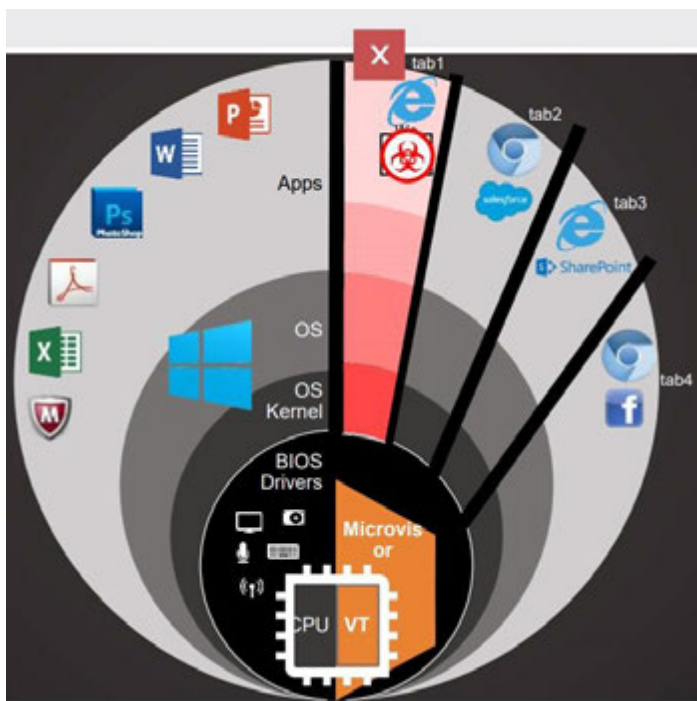 X
tab1
tab2
tab3
tab4
P
W
Ps
PhotoShop
X
M
salesforce
S SharePoint
f
Apps
OS
OS
Kernel
BIOS
Drivers
Microvis
or
CPU VT